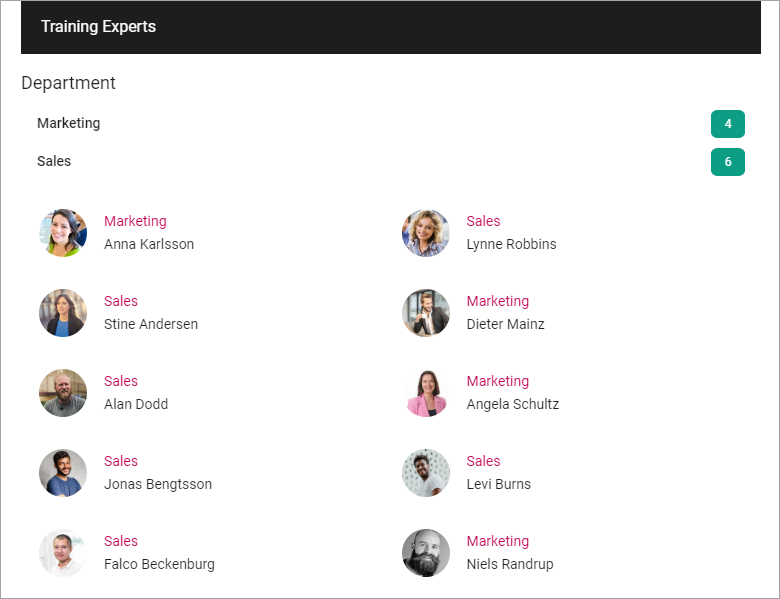 Training Experts
Department
Marketing 4
Sales 6
Marketing
Anna Karlsson
Sales
Lynne Robbins
Sales
Stine Andersen
Marketing
Dieter Mainz
Sales
Alan Dodd
Marketing
Angela Schultz
Sales
Jonas Bengtsson
Sales
Levi Burns
Sales
Falco Beckenburg
Marketing
Niels Randrup